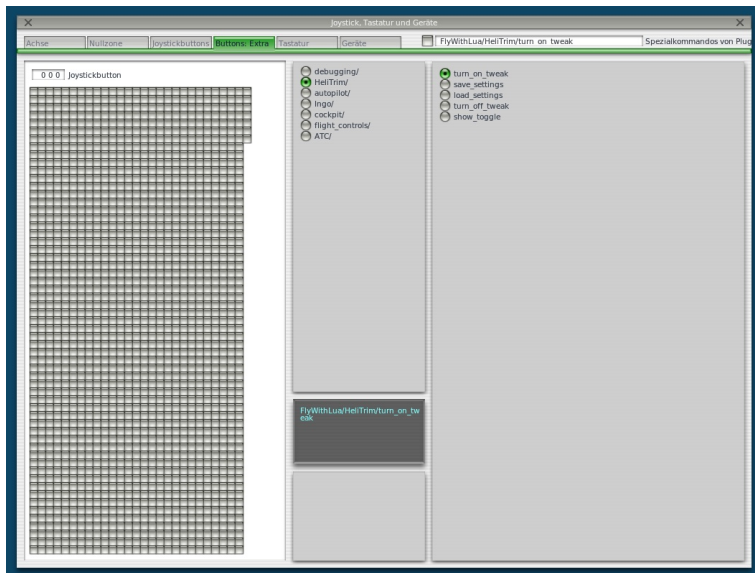 Joystick, Tastatur und Geräte
Achse
Nullzone
Joystickbuttons
Buttons: Extra
Tastatur
Geräte
FlyWithLua/HeliTrim/turn_on_tweak
Spezialkommandos von Plug
0 0 0 Joystickbutton
debugging/
HeliTrim/
autopilot/
Ingo/
cockpit/
flight_controls/
ATC/
turn_on_tweak
save_settings
load_settings
turn_off_tweak
show_toggle
FlyWithLua/HeliTrim/turn_on_tw
eak